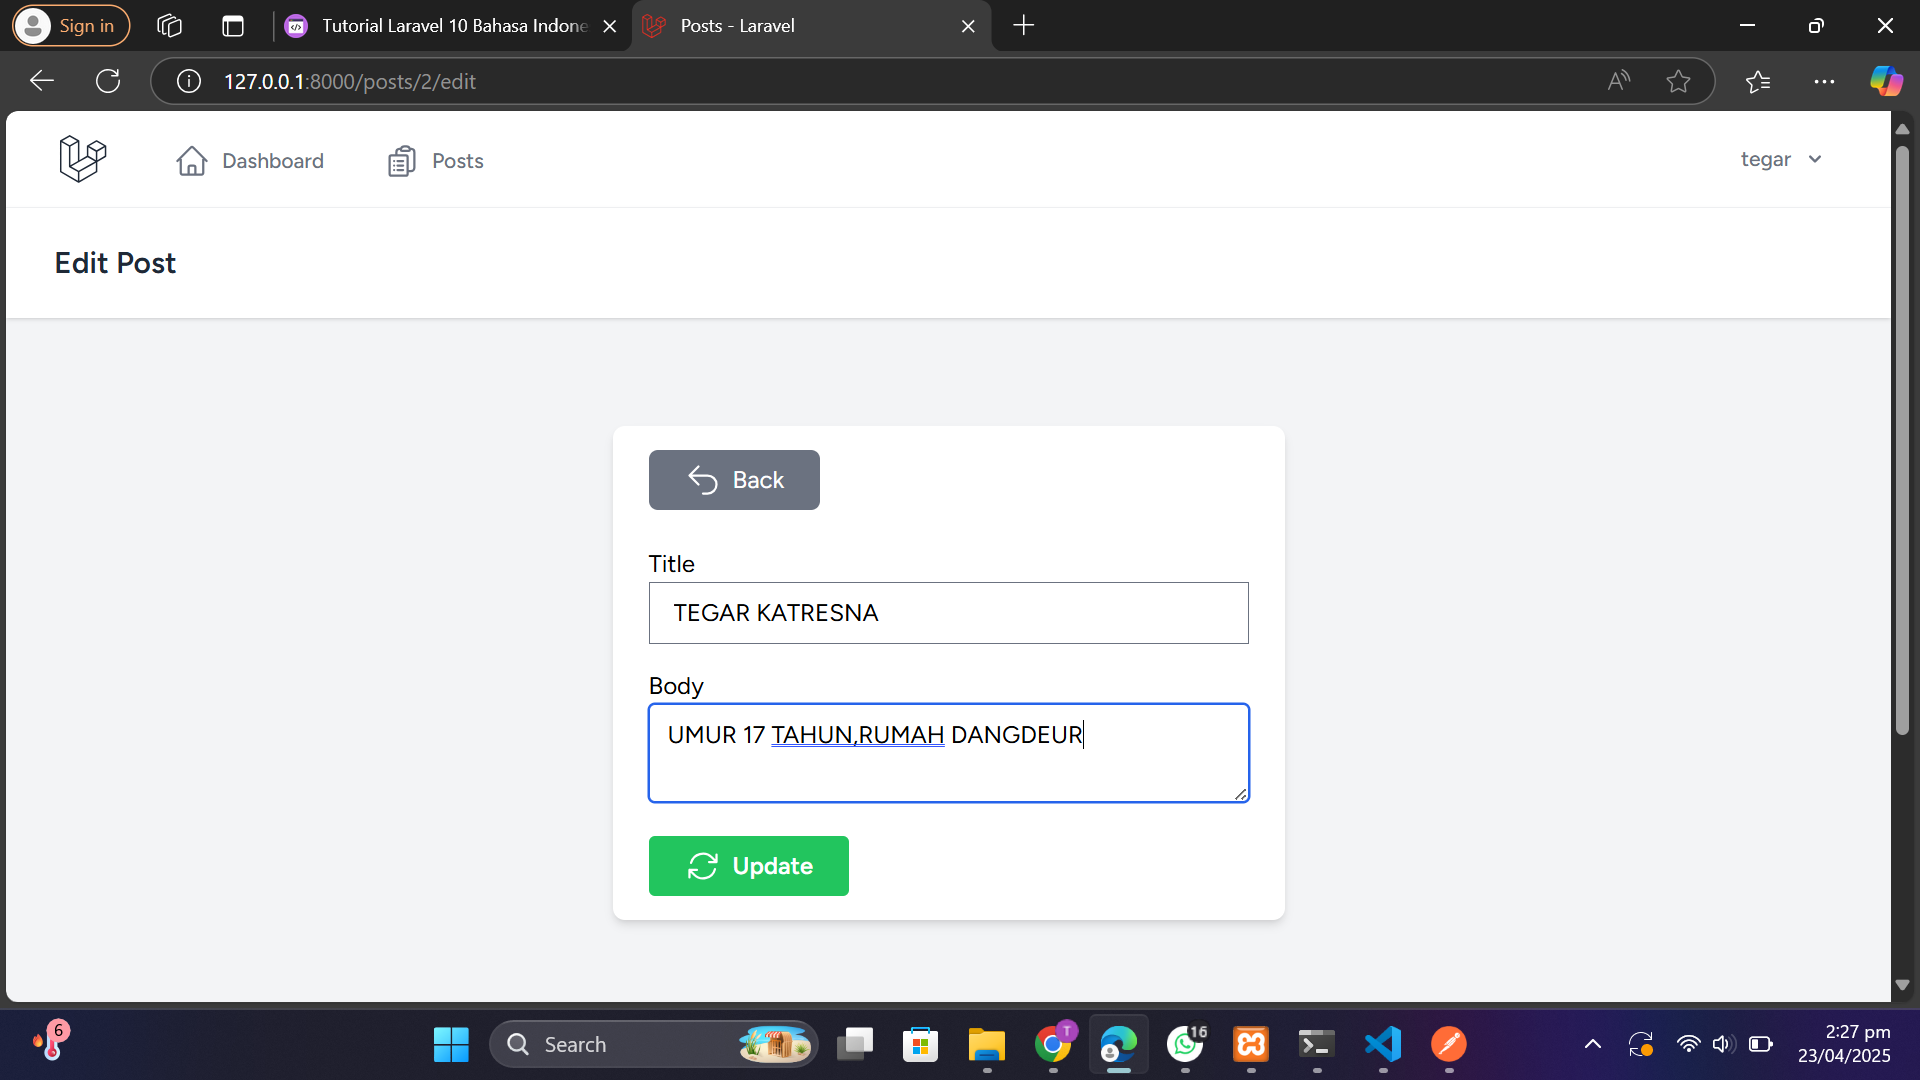 Sign in
Tutorial Laravel 10 Bahasa Indone
Posts - Laravel
127.0.0.1:8000/posts/2/edit
Dashboard
Posts
tegar
Edit Post
Back
Title
TEGAR KATRESNA
Body
UMUR 17 TAHUN,RUMAH DANGDEUR
Update
6
Search
T
16
2:27 pm
23/04/2025